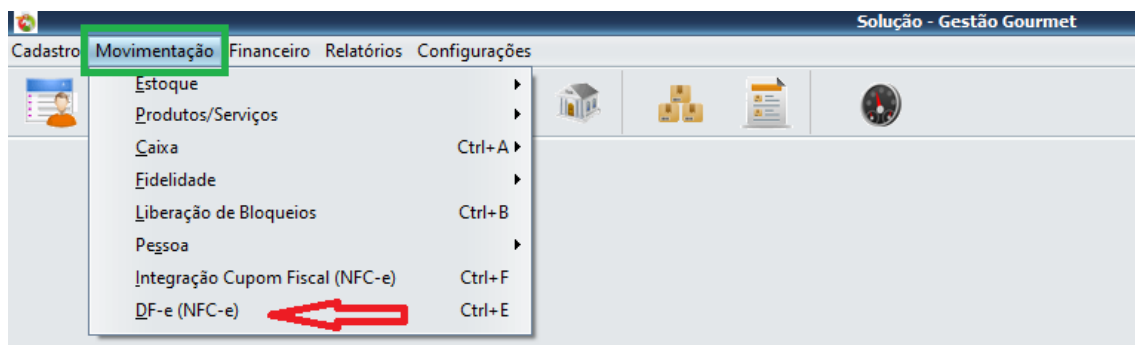 Solução - Gestão Gourmet
Cadastro Movimentação Financeiro Relatórios Configurações
Estoque
Produtos/Serviços
Caixa Ctrl+A
Fidelidade
Liberação de Bloqueios Ctrl+B
Pessoa
Integração Cupom Fiscal (NFC-e) Ctrl+F
DF-e (NFC-e) Ctrl+E